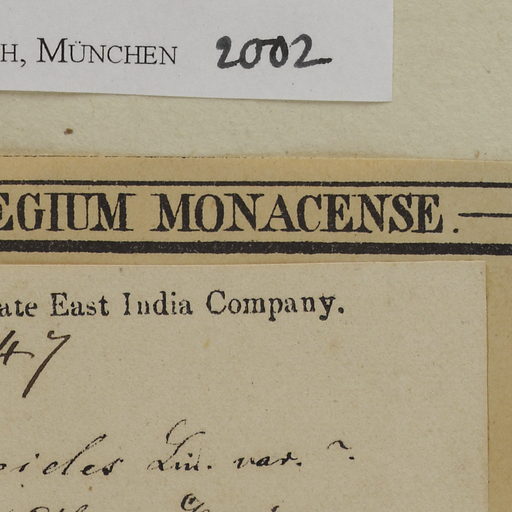 H, MÜNCHEN 2002
EGIUM MONACENSE.
ate East India Company.
47
Lin. var. ?